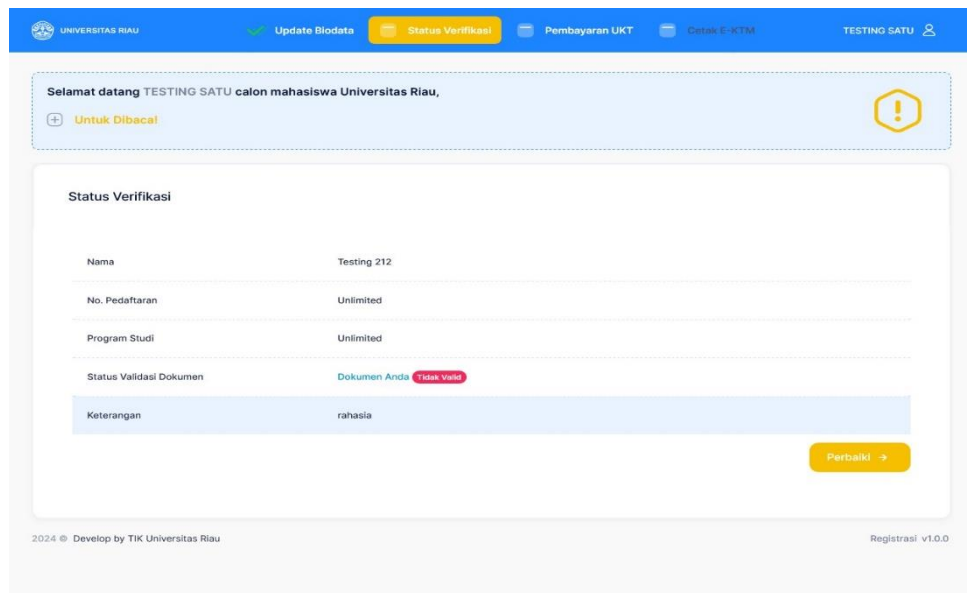 UNIVERSITAS RIAU Update Biodata Status Verifikasi Pembayaran UKT Cetak E-KTM TESTING SATU
Selamat datang TESTING SATU calon mahasiswa Universitas Riau,
Untuk Dibaca!
Status Verifikasi
Nama Testing 212
No. Pedaftaran Unlimited
Program Studi Unlimited
Status Validasi Dokumen Dokumen Anda Tidak Valid
Keterangan rahasia
Perbaiki →
2024 © Develop by TIK Universitas Riau Registrasi v1.0.0